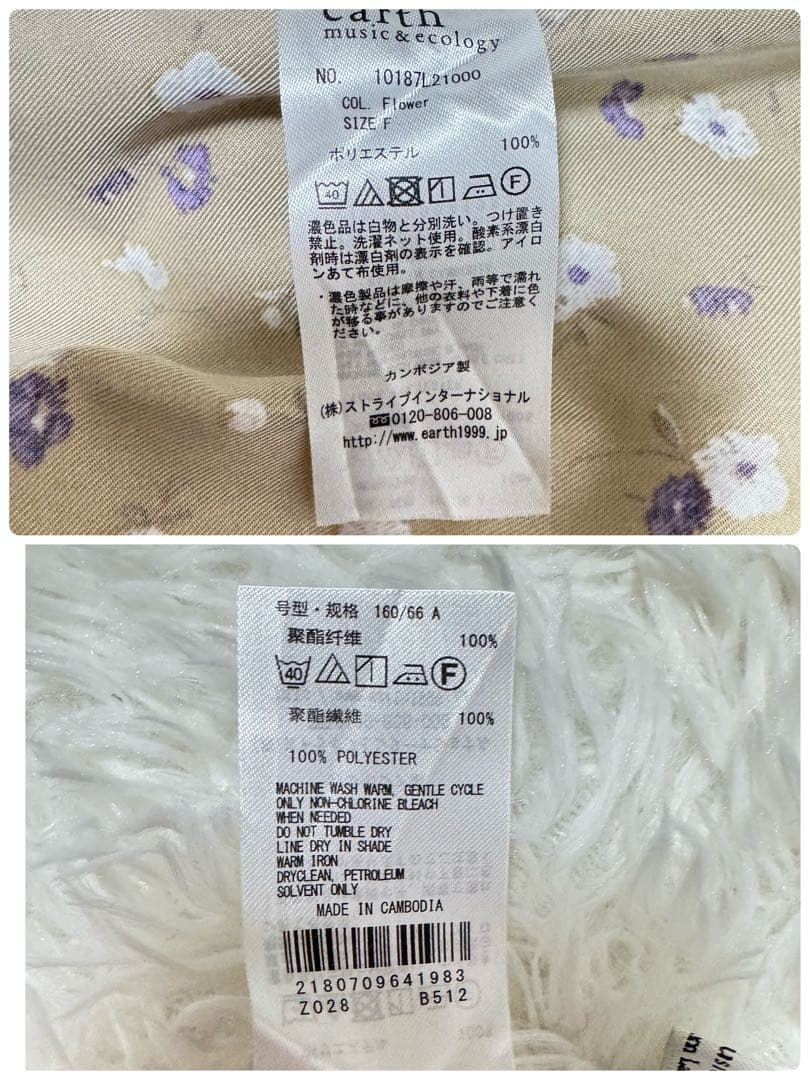 earth
music & ecology
NO. 10187L21000
COL. Flower
SIZE F
ポリエステル 100%
40 F
濃色品は白物と分別洗い。つけ置き
禁止。洗濯ネット使用。酸素系漂白
剤時は漂白剤の表示を確認。アイロ
ンあて布使用。
・濃色製品は摩擦や汗、雨等で濡れ
た時などに、他の衣料や下着に色
が移る事がありますのでご注意く
ださい。
カンボジア製
(株)ストライプインターナショナル
0120-806-008
http://www.earth1999.jp
号型・规格 160/66 A
聚酯纤维 100%
40 F
聚酯纖維 100%
100% POLYESTER
MACHINE WASH WARM, GENTLE CYCLE
ONLY NON-CHLORINE BLEACH
WHEN NEEDED
DO NOT TUMBLE DRY
LINE DRY IN SHADE
WARM IRON
DRYCLEAN, PETROLEUM
SOLVENT ONLY
MADE IN CAMBODIA
2180709641983
Z028 B512